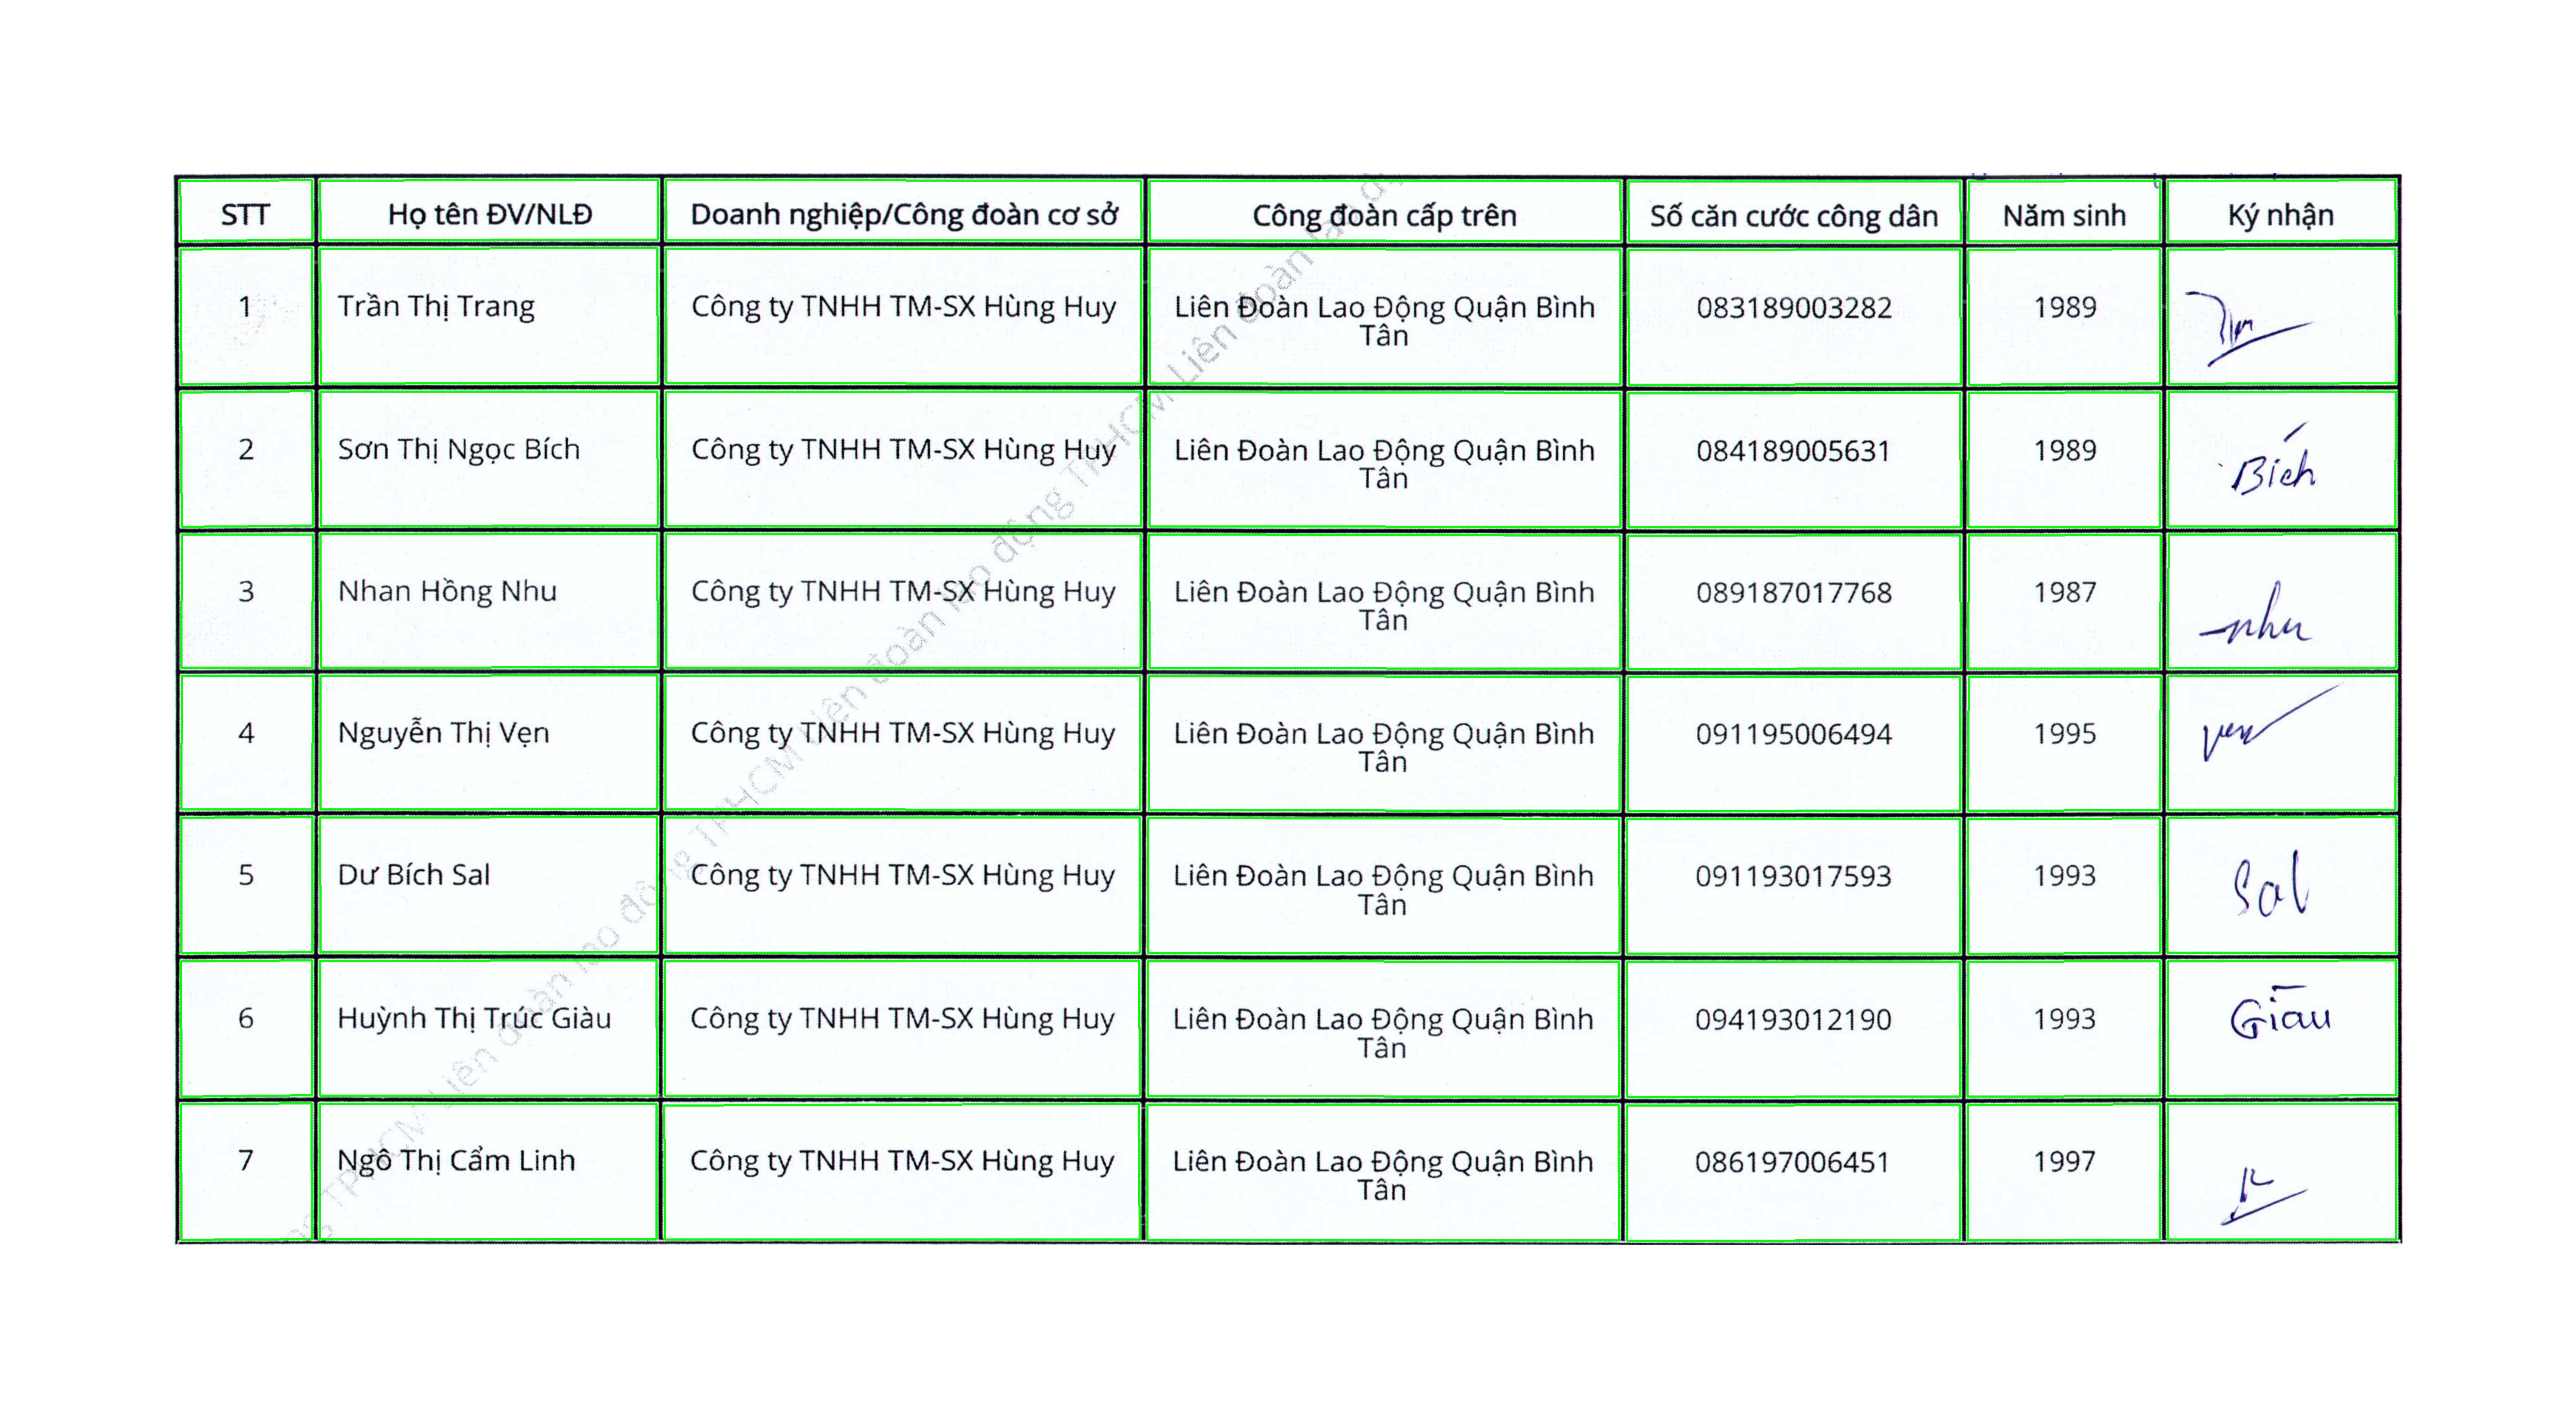 STT Họ tên ĐV/NLĐ Doanh nghiệp/Công đoàn cơ sở Công đoàn cấp trên Số căn cước công dân Năm sinh Ký nhận
1 Trần Thị Trang Công ty TNHH TM-SX Hùng Huy Liên Đoàn Lao Động Quận Bình 083189003282 1989
Tân
2 Sơn Thị Ngọc Bích Công ty TNHH TM-SX Hùng Huy Liên Đoàn Lao Động Quận Bình 084189005631 1989 Bích
Tân
3 Nhan Hồng Nhu Công ty TNHH TM-SX Hùng Huy Liên Đoàn Lao Động Quận Bình 089187017768 1987 nhu
Tân
4 Nguyễn Thị Vẹn Công ty TNHH TM-SX Hùng Huy Liên Đoàn Lao Động Quận Bình 091195006494 1995 ven
Tân
5 Dư Bích Sal Công ty TNHH TM-SX Hùng Huy Liên Đoàn Lao Động Quận Bình 091193017593 1993 Sal
Tân
6 Huỳnh Thị Trúc Giàu Công ty TNHH TM-SX Hùng Huy Liên Đoàn Lao Động Quận Bình 094193012190 1993 Giàu
Tân
7 Ngô Thị Cẩm Linh Công ty TNHH TM-SX Hùng Huy Liên Đoàn Lao Động Quận Bình 086197006451 1997
Tân
TPHCM Liên đoàn lao động TPHCM Liên đoàn lao động TPHCM Liên đoàn lao